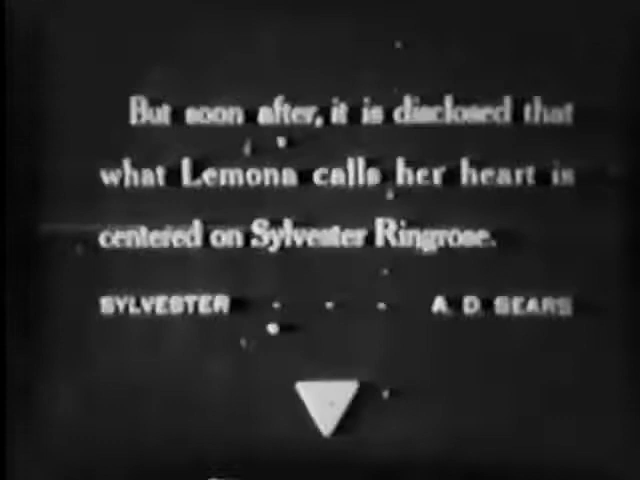 But soon after, it is disclosed that
what Lemona calls her heart is
centered on Sylvester Ringrose.
SYLVESTER . . . A. D. SEARS